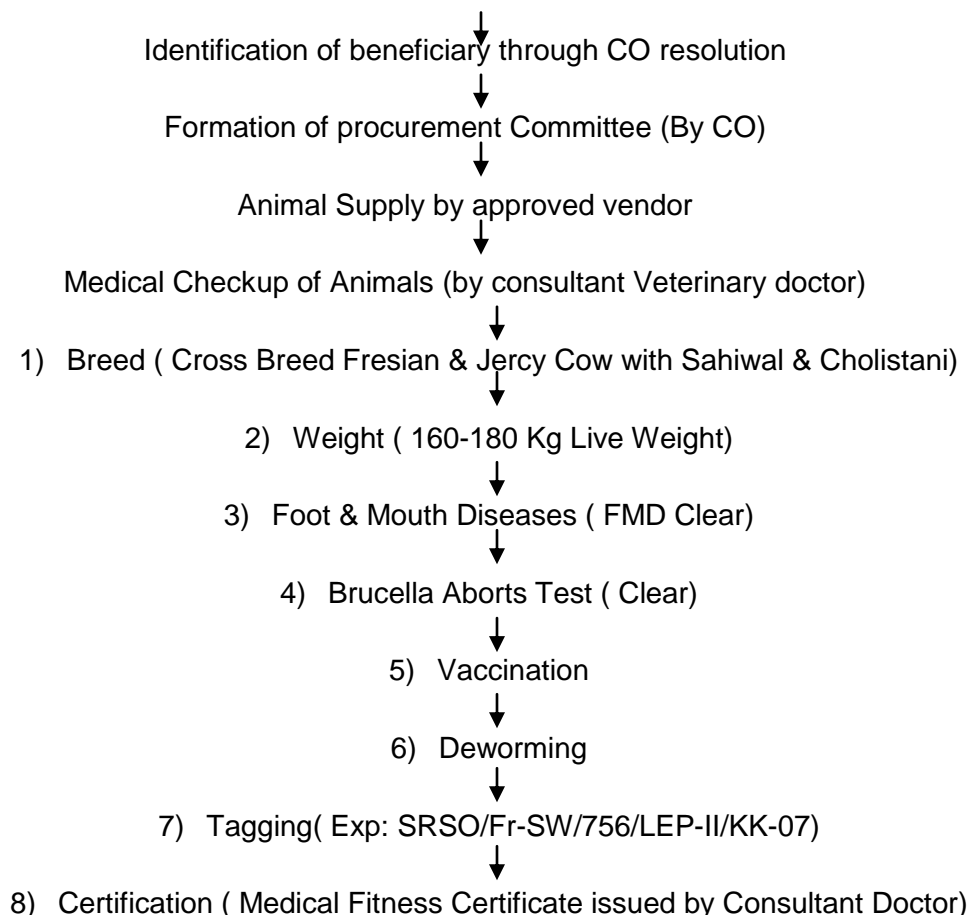 Identification of beneficiary through CO resolution
Formation of procurement Committee (By CO)
Animal Supply by approved vendor
Medical Checkup of Animals (by consultant Veterinary doctor)
1) Breed ( Cross Breed Fresian & Jercy Cow with Sahiwal & Cholistani)
2) Weight ( 160-180 Kg Live Weight)
3) Foot & Mouth Diseases ( FMD Clear)
4) Brucella Aborts Test ( Clear)
5) Vaccination
6) Deworming
7) Tagging( Exp: SRSO/Fr-SW/756/LEP-II/KK-07)
8) Certification ( Medical Fitness Certificate issued by Consultant Doctor)